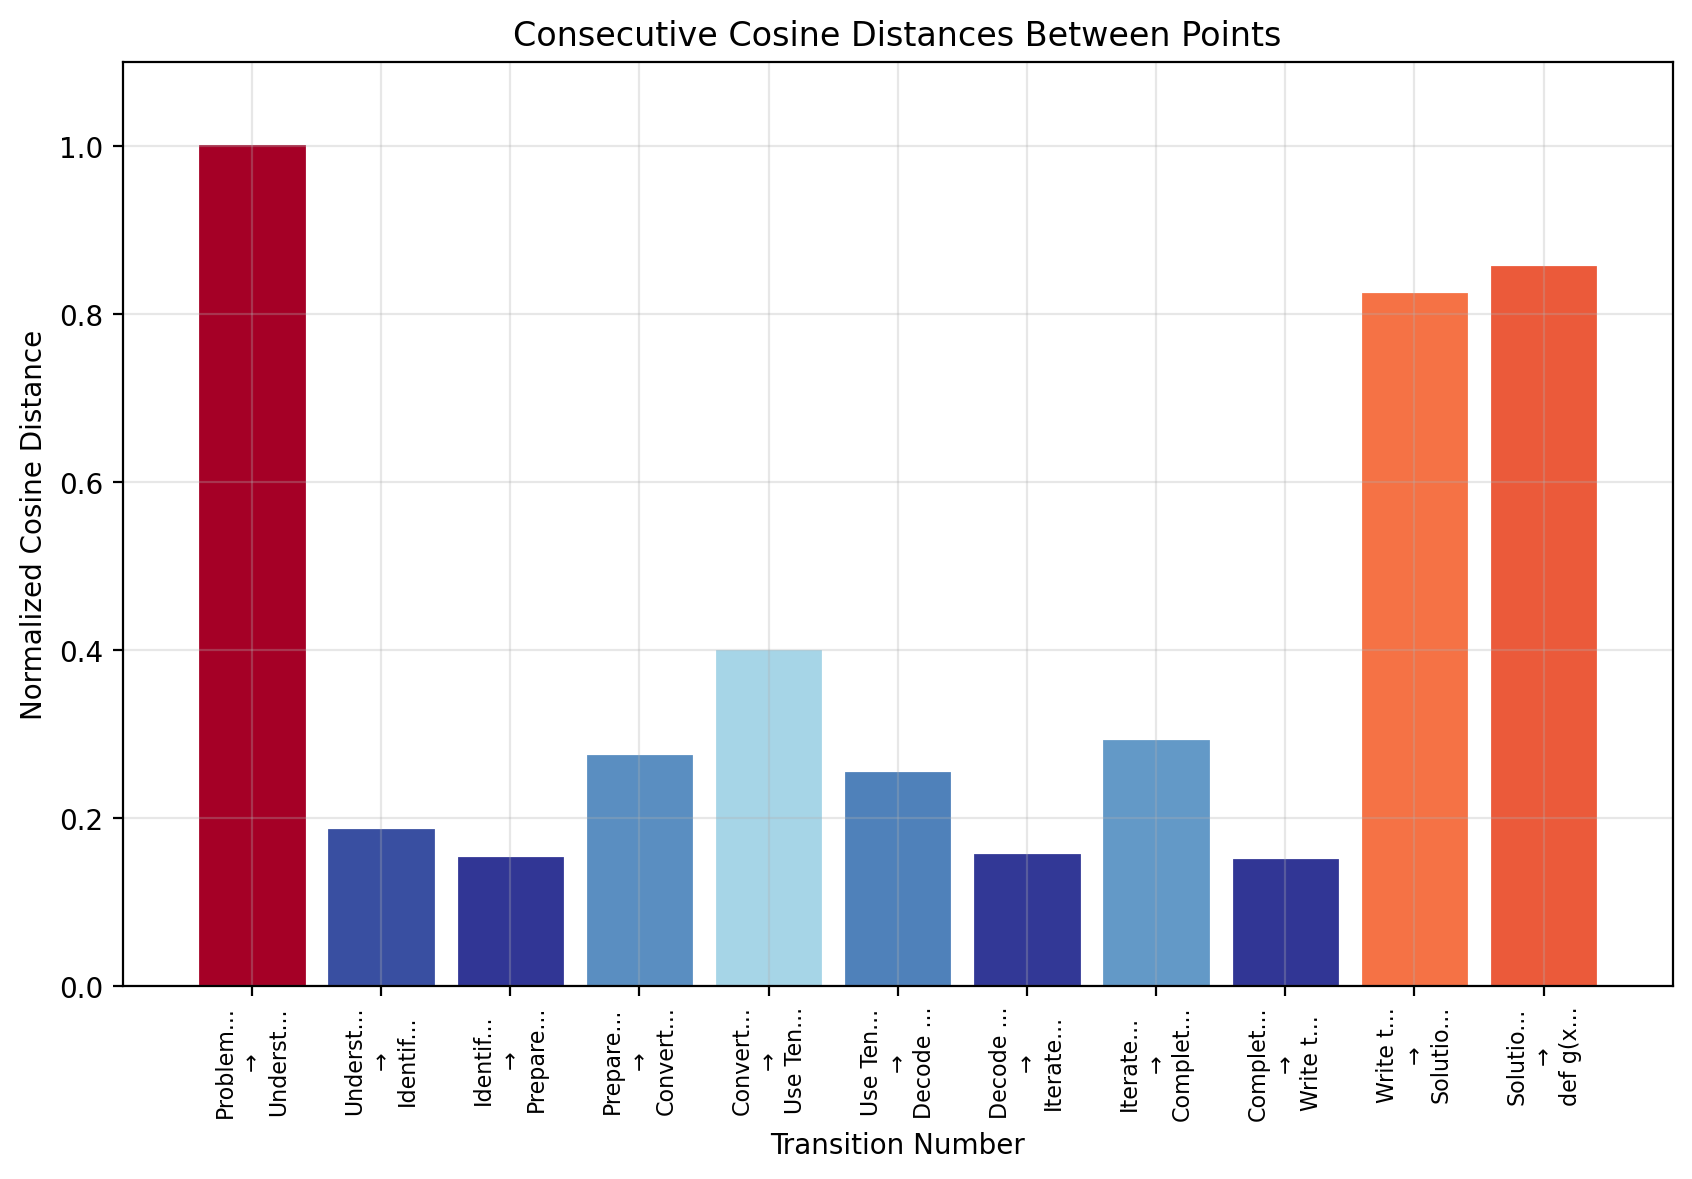 Consecutive Cosine Distances Between Points
Normalized Cosine Distance
1.0
0.8
0.6
0.4
0.2
0.0
Problem...
→
Underst...
Underst...
→
Identif...
Identif...
→
Prepare...
Prepare...
→
Convert...
Convert...
→
Use Ten...
Use Ten...
→
Decode ...
Decode ...
→
Iterate...
Iterate...
→
Complet...
Complet...
→
Write t...
Write t...
→
Solutio...
Solutio...
→
def g(x...
Transition Number